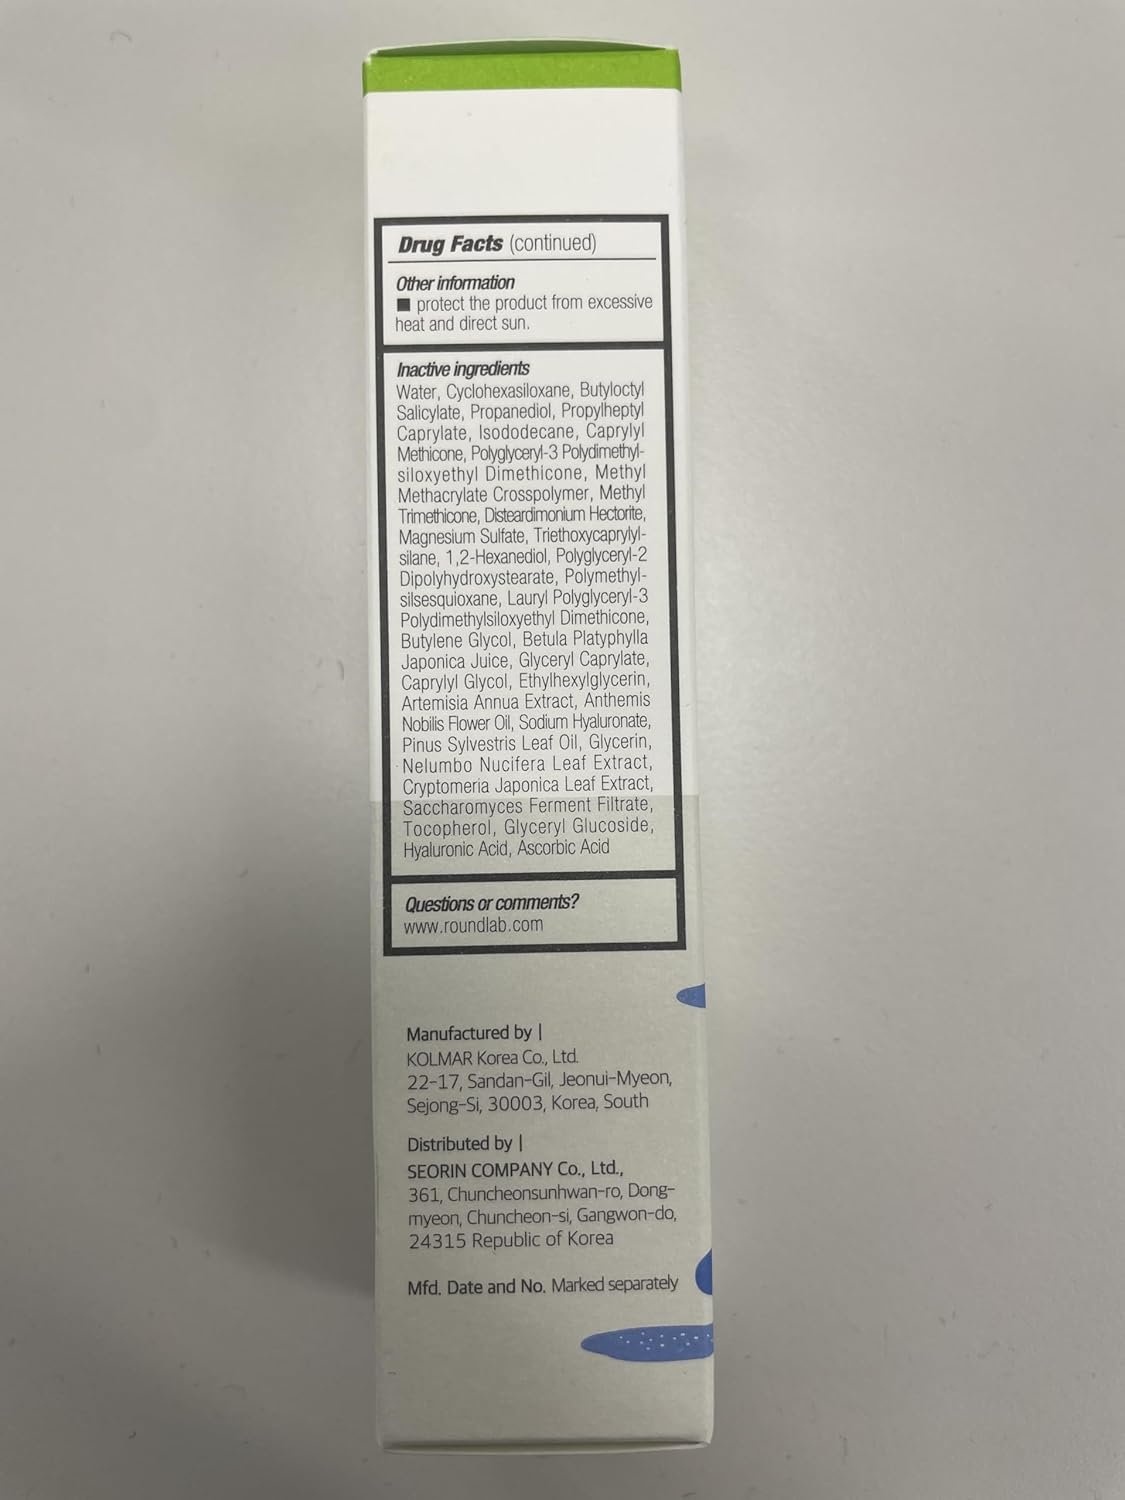 Drug Facts (continued)
Other information
■ protect the product from excessive
heat and direct sun.
Inactive ingredients
Water, Cyclohexasiloxane, Butyloctyl
Salicylate, Propanediol, Propylheptyl
Caprylate, Isododecane, Caprylyl
Methicone, Polyglyceryl-3 Polydimethyl-
siloxyethyl Dimethicone, Methyl
Methacrylate Crosspolymer, Methyl
Trimethicone, Disteardimonium Hectorite,
Magnesium Sulfate, Triethoxycaprylyl-
silane, 1,2-Hexanediol, Polyglyceryl-2
Dipolyhydroxystearate, Polymethyl-
silsesquioxane, Lauryl Polyglyceryl-3
Polydimethylsiloxyethyl Dimethicone,
Butylene Glycol, Betula Platyphylla
Japonica Juice, Glyceryl Caprylate,
Caprylyl Glycol, Ethylhexylglycerin,
Artemisia Annua Extract, Anthemis
Nobilis Flower Oil, Sodium Hyaluronate,
Pinus Sylvestris Leaf Oil, Glycerin,
Nelumbo Nucifera Leaf Extract,
Cryptomeria Japonica Leaf Extract,
Saccharomyces Ferment Filtrate,
Tocopherol, Glyceryl Glucoside,
Hyaluronic Acid, Ascorbic Acid
Questions or comments?
www.roundlab.com
Manufactured by |
KOLMAR Korea Co., Ltd.
22-17, Sandan-Gil, Jeonui-Myeon,
Sejong-Si, 30003, Korea, South
Distributed by |
SEORIN COMPANY Co., Ltd.,
361, Chuncheonsunhwan-ro, Dong-
myeon, Chuncheon-si, Gangwon-do,
24315 Republic of Korea
Mfd. Date and No. Marked separately